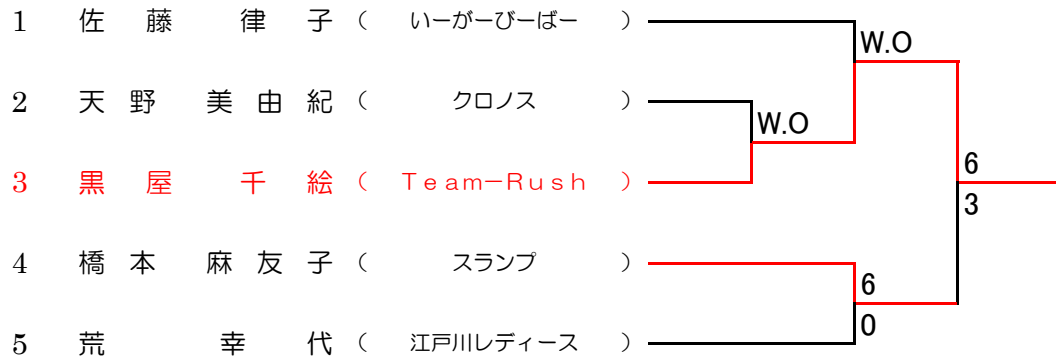 1 佐藤 律子 ( いーがーびーばー )
W.O
2 天野 美由紀 ( クロノス )
W.O
3 黒屋 千絵 ( Team-Rush )
6
3
4 橋本 麻友子 ( スランプ )
6
0
5 荒 幸代 ( 江戸川レディース )